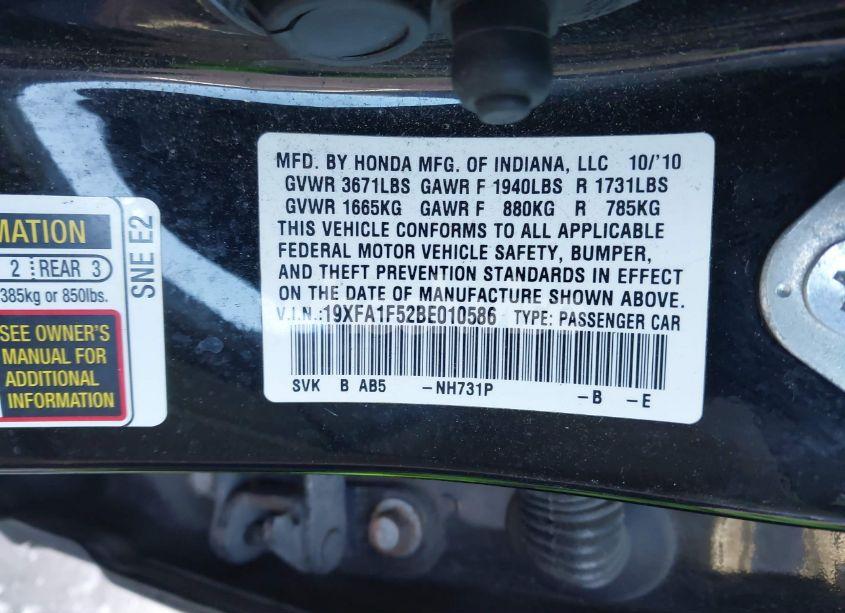 MFD. BY HONDA MFG. OF INDIANA, LLC 10/'10
GVWR 3671LBS GAWR F 1940LBS R 1731LBS
GVWR 1665KG GAWR F 880KG R 785KG
THIS VEHICLE CONFORMS TO ALL APPLICABLE
FEDERAL MOTOR VEHICLE SAFETY, BUMPER,
AND THEFT PREVENTION STANDARDS IN EFFECT
ON THE DATE OF MANUFACTURE SHOWN ABOVE.
V.I.N.:19XFA1F52BE010586 TYPE: PASSENGER CAR
SVK B AB5 -NH731P -B -E
MATION
2 REAR 3
385kg or 850lbs.
SEE OWNER'S
MANUAL FOR
ADDITIONAL
INFORMATION
SNE E2